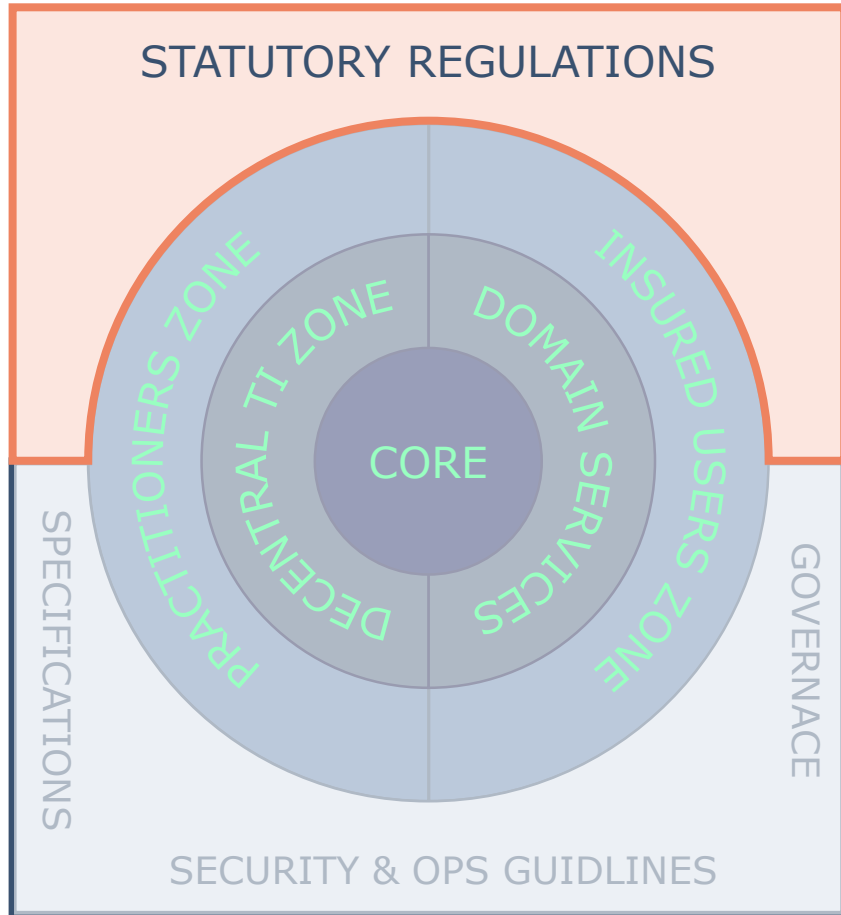 STATUTORY REGULATIONS
PRACTITIONERS ZONE
DECENTRAL TI ZONE
CORE
DOMAIN SERVICES
INSURED USERS ZONE
SPECIFICATIONS
GOVERNACE
SECURITY & OPS GUIDLINES